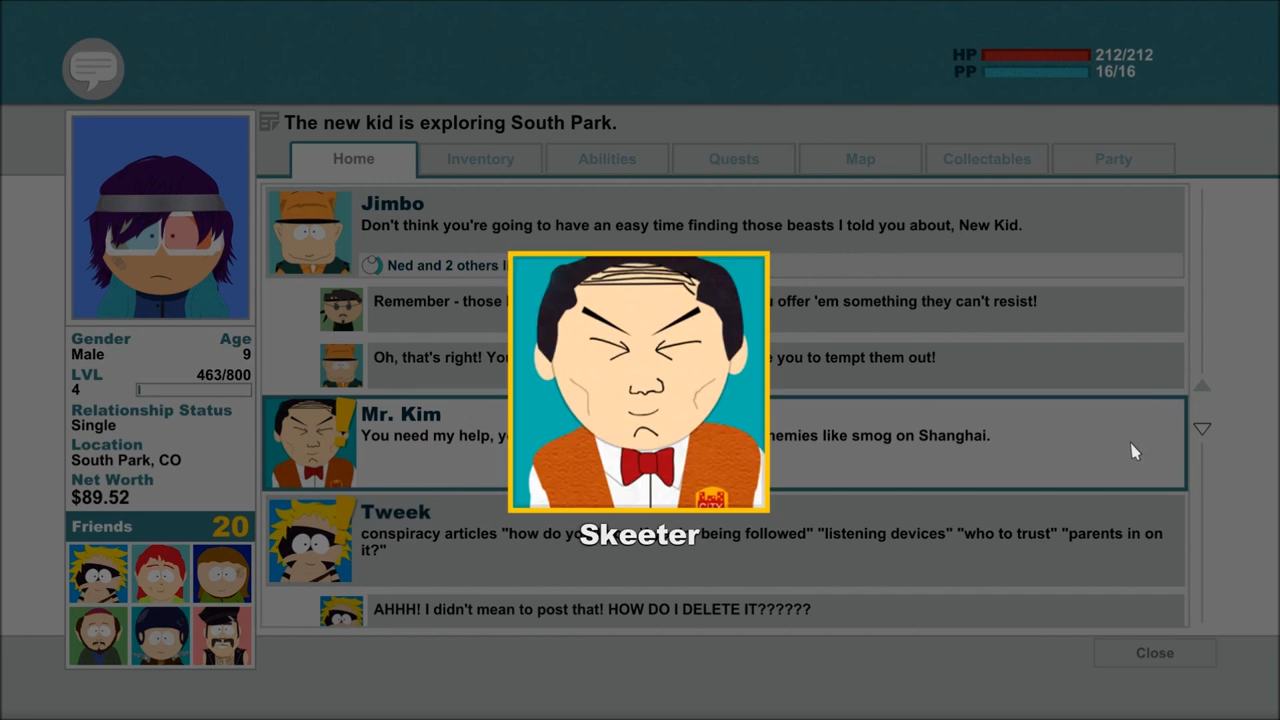 HP 212/212
PP 16/16
The new kid is exploring South Park.
Home Inventory Abilities Quests Map Collectables Party
Gender Age
Male 9
LVL 463/800
4
Relationship Status
Single
Location
South Park, CO
Net Worth
$89.52
Friends 20
Jimbo
Don't think you're going to have an easy time finding those beasts I told you about, New Kid.
Ned and 2 others
Remember - those offer 'em something they can't resist!
Oh, that's right! you to tempt them out!
Mr. Kim
You need my help, like smog on Shanghai.
Tweek
conspiracy articles "how do being followed" "listening devices" "who to trust" "parents in on
it?"
AHHH! I didn't mean to post that! HOW DO I DELETE IT??????
CITY
Skeeter
Close